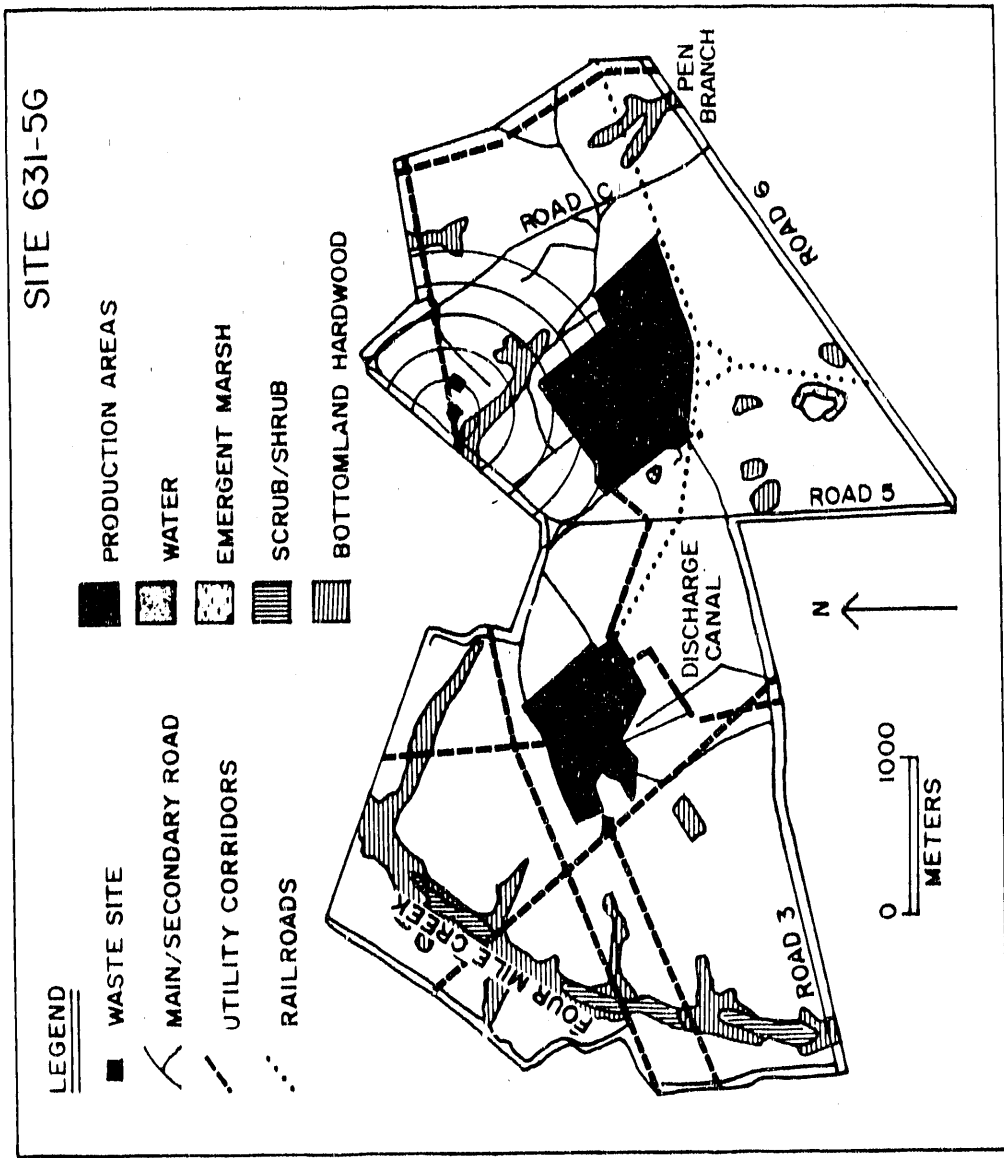 SITE 631-5G
LEGEND
WASTE SITE
MAIN/SECONDARY ROAD
UTILITY CORRIDORS
RAILROADS
PRODUCTION AREAS
WATER
EMERGENT MARSH
SCRUB/SHRUB
BOTTOMLAND HARDWOOD
FOUR MILE CREEK
ROAD C
PEN
BRANCH
ROAD 6
ROAD 5
DISCHARGE
CANAL
ROAD 3
N
0 1000
METERS